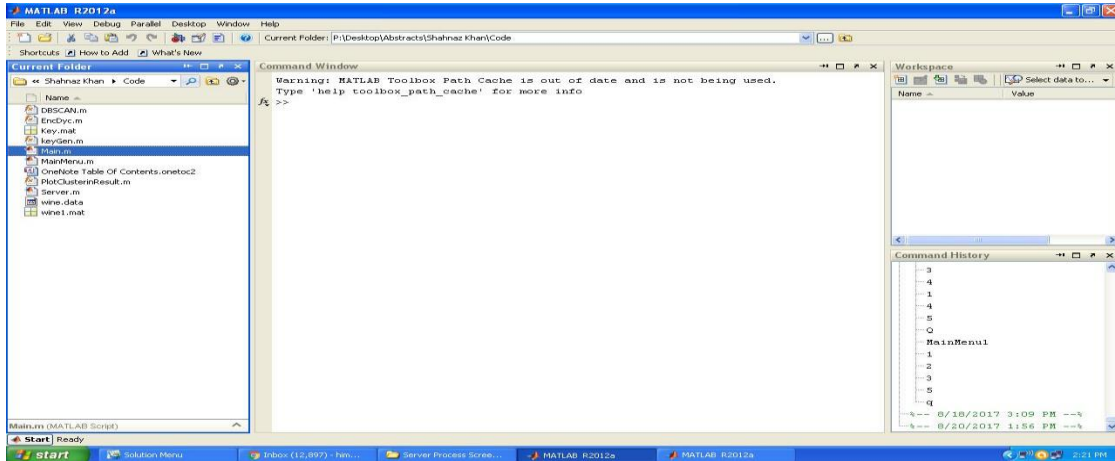 MATLAB R2012a
File Edit View Debug Parallel Desktop Window Help
Current Folder: P:\Desktop\Abstracts\Shahnaz Khan\Code
Shortcuts How to Add What's New
Current Folder
« Shahnaz Khan ▸ Code
Name
DBSCAN.m
EncDyc.m
Key.mat
keyGen.m
Main.m
MainMenu.m
OneNote Table Of Contents.onetoc2
PlotClusterinResult.m
Server.m
wine.data
wine1.mat
Main.m (MATLAB Script)
Command Window
Warning: MATLAB Toolbox Path Cache is out of date and is not being used.
Type 'help toolbox_path_cache' for more info
fx >>
Workspace
Select data to...
Name Value
Command History
3
4
1
4
5
Q
MainMenu1
1
2
3
5
q
%-- 8/18/2017 3:09 PM --%
%-- 8/20/2017 1:56 PM --%
Start Ready
start Solution Menu Inbox (12,897) - him... Server Process Scree... MATLAB R2012a MATLAB R2012a 2:21 PM